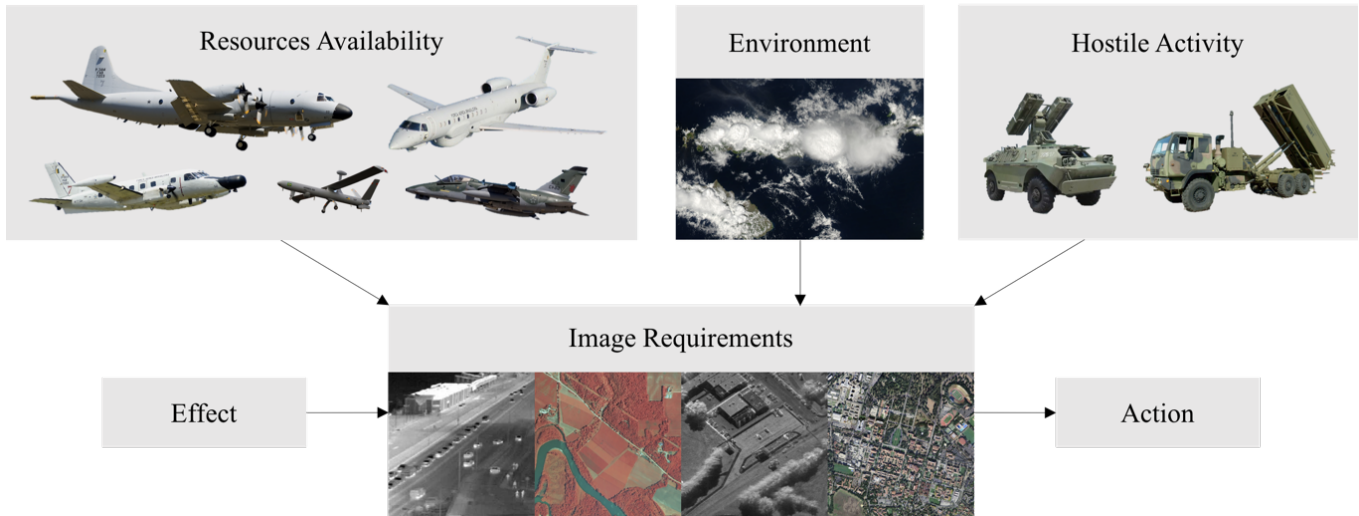 Resources Availability
Environment
Hostile Activity
Image Requirements
Effect
Action